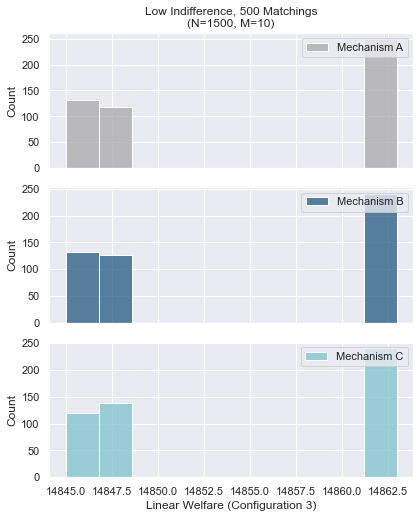 Low Indifference, 500 Matchings
(N=1500, M=10)
Mechanism A
250
200
150
100
50
0
Count
Mechanism B
250
200
150
100
50
0
Count
Mechanism C
250
200
150
100
50
0
Count
14845.0 14847.5 14850.0 14852.5 14855.0 14857.5 14860.0 14862.5
Linear Welfare (Configuration 3)